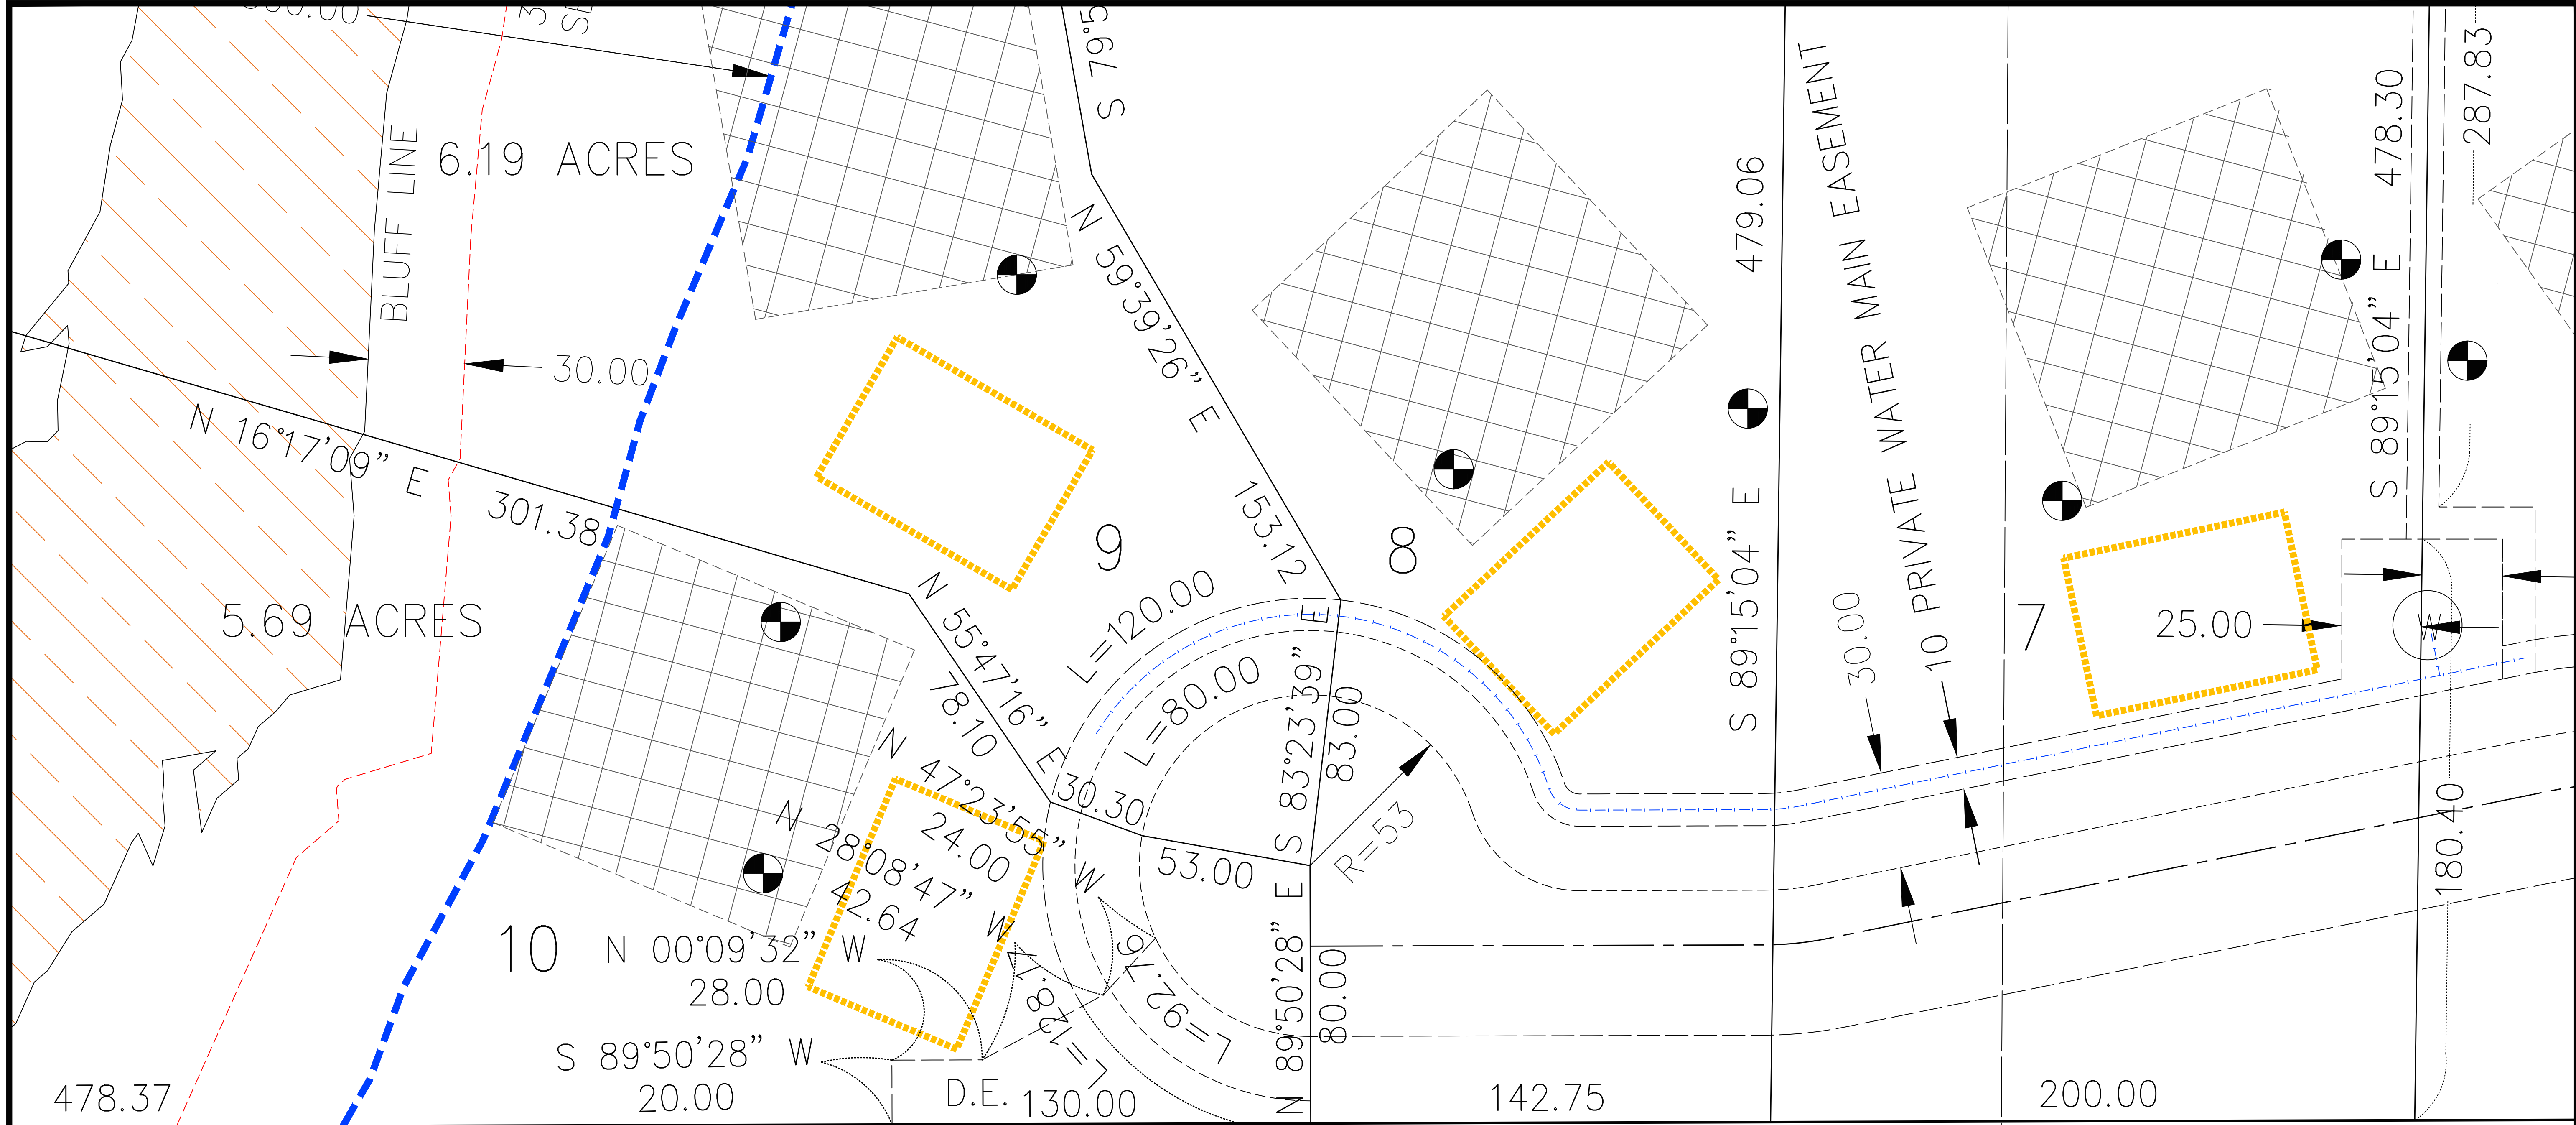 S 79°5
BLUFF LINE
6.19 ACRES
30.00
N 16°17'09" E
301.38
5.69 ACRES
N 59°39'26" E
153.12
9
8
N 55°47'16" E
78.10
L=120.00
L=80.00
N 47°23'55" W
24.00
30.30
53.00
S 83°23'39" E
83.00
R=53
N 28°08'47" W
42.64
10
N 00°09'32" W
28.00
S 89°50'28" W
20.00
D.E.
130.00
L=128.17
L=92.76
N 89°50'28" E
80.00
478.37
142.75
200.00
S 89°15'04" E
479.06
10 PRIVATE WATER MAIN EASEMENT
30.00
7
25.00
W
S 89°15'04" E
478.30
287.83
180.40